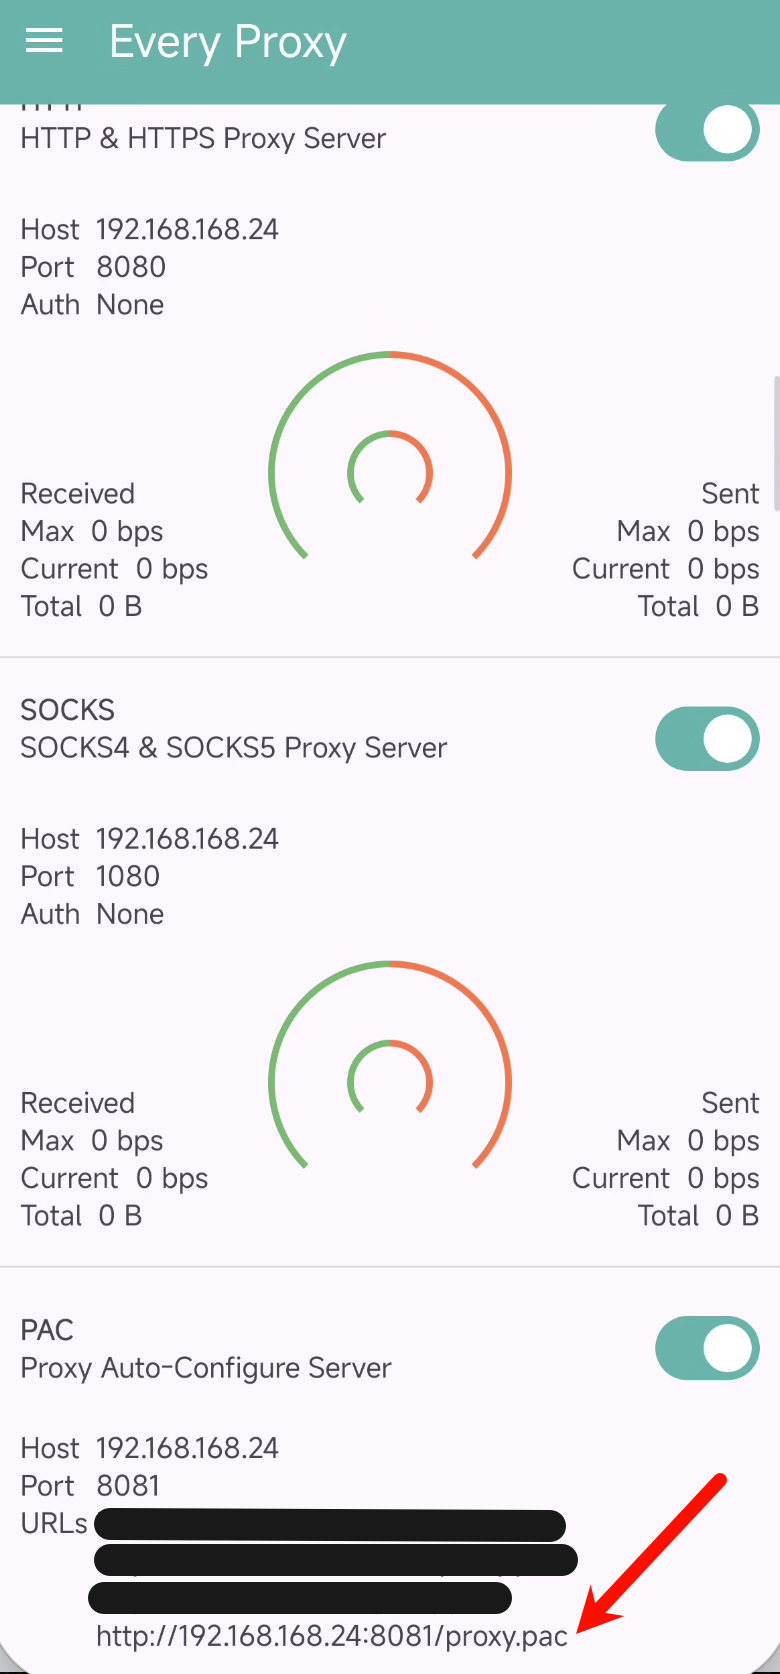 Every Proxy
HTTP & HTTPS Proxy Server
Host 192.168.168.24
Port 8080
Auth None
Received
Max 0 bps
Current 0 bps
Total 0 B
Sent
Max 0 bps
Current 0 bps
Total 0 B
SOCKS
SOCKS4 & SOCKS5 Proxy Server
Host 192.168.168.24
Port 1080
Auth None
Received
Max 0 bps
Current 0 bps
Total 0 B
Sent
Max 0 bps
Current 0 bps
Total 0 B
PAC
Proxy Auto-Configure Server
Host 192.168.168.24
Port 8081
URLs
http://192.168.168.24:8081/proxy.pac